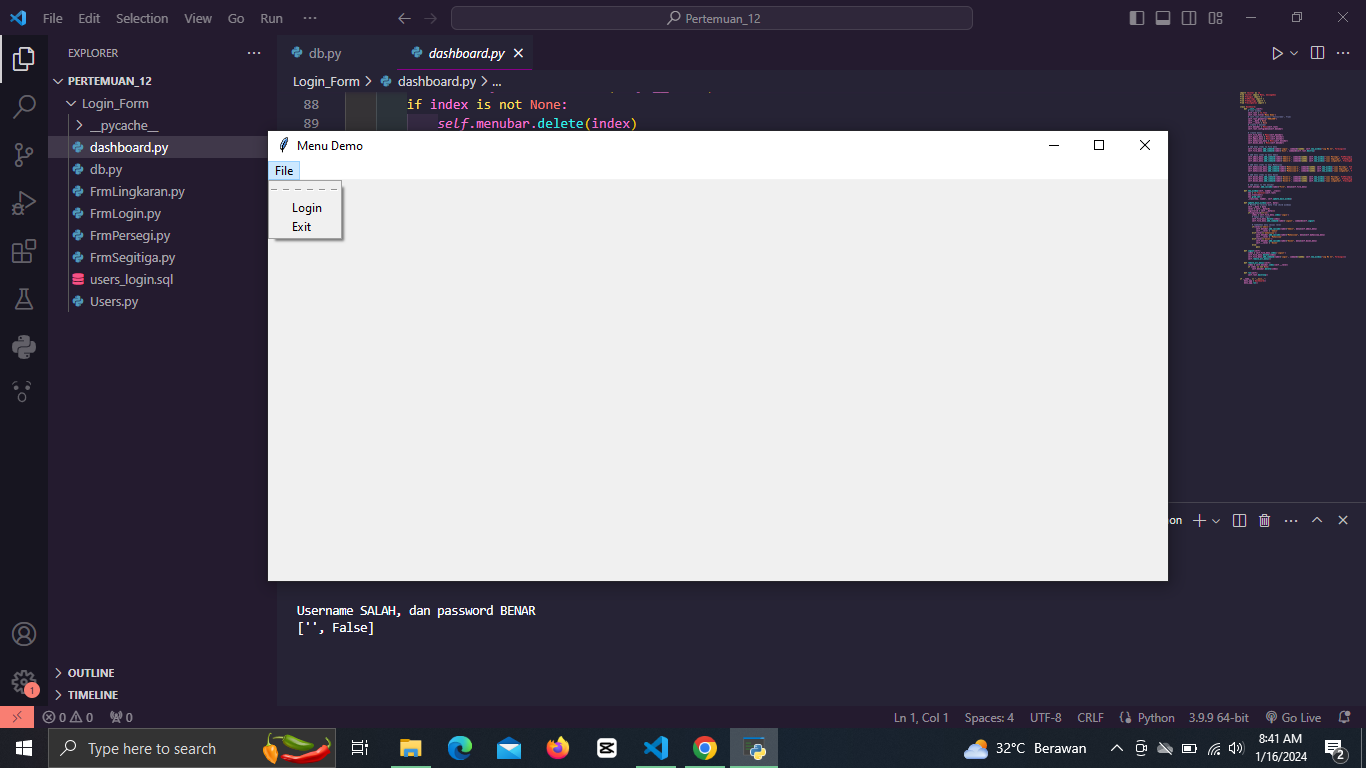 File Edit Selection View Go Run ··· Pertemuan_12
EXPLORER ···
PERTEMUAN_12
Login_Form
__pycache__
dashboard.py
db.py
FrmLingkaran.py
FrmLogin.py
FrmPersegi.py
FrmSegitiga.py
users_login.sql
Users.py
OUTLINE
TIMELINE
db.py dashboard.py
Login_Form > dashboard.py > ...
88 if index is not None:
89 self.menubar.delete(index)
Menu Demo
File
Login
Exit
on
Username SALAH, dan password BENAR
['', False]
1
0 0 0 Ln 1, Col 1 Spaces: 4 UTF-8 CRLF Python 3.9.9 64-bit Go Live
Type here to search 32°C Berawan 8:41 AM
1/16/2024
2